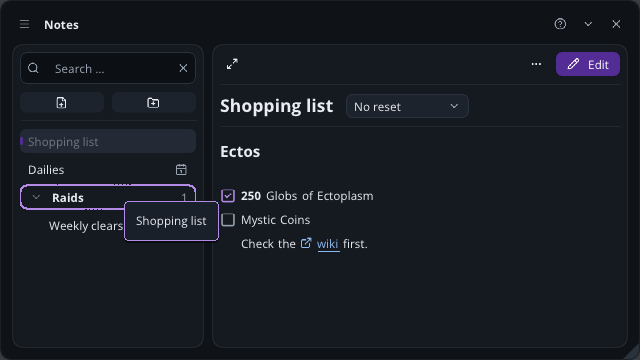 Notes
Search ...
Edit
Shopping list
No reset
Shopping list
Dailies
Raids 1
Weekly clears
Shopping list
Ectos
250 Globs of Ectoplasm
Mystic Coins
Check the wiki first.